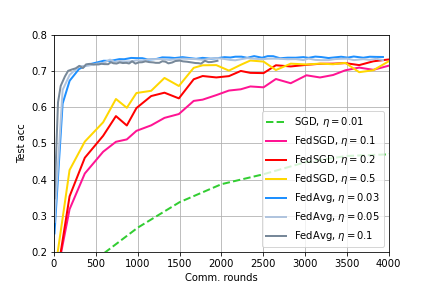 0.8
0.7
0.6
0.5
0.4
0.3
0.2
Test acc
SGD, η = 0.01
FedSGD, η = 0.1
FedSGD, η = 0.2
FedSGD, η = 0.5
FedAvg, η = 0.03
FedAvg, η = 0.05
FedAvg, η = 0.1
0 500 1000 1500 2000 2500 3000 3500 4000
Comm. rounds